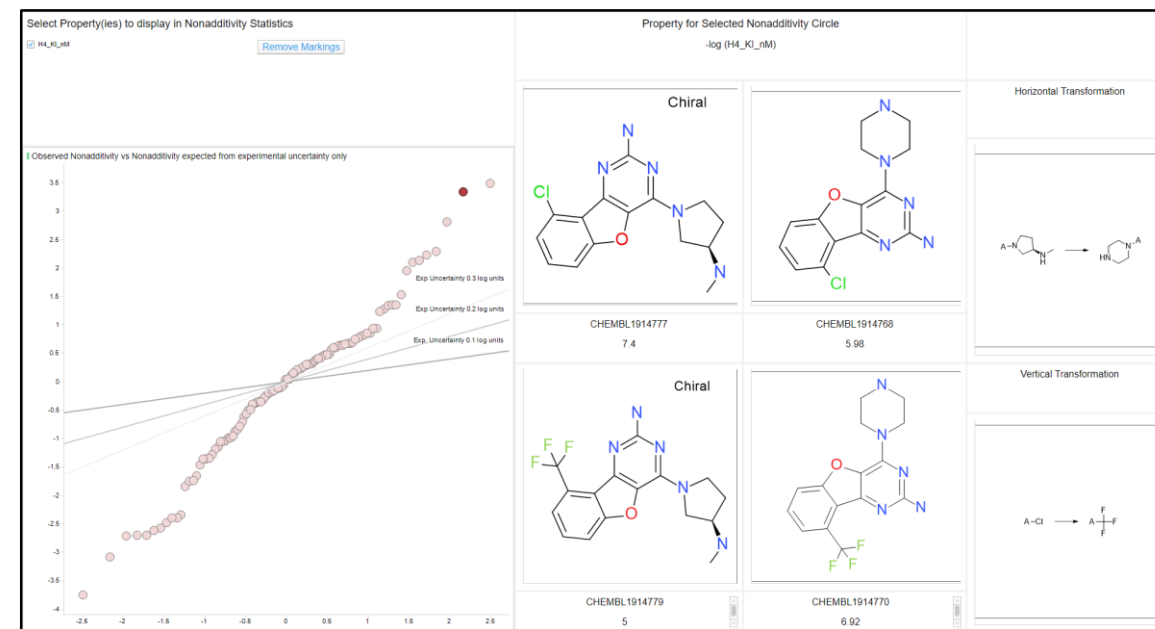 Select Property(ies) to display in Nonadditivity Statistics
H4_KI_nM
Remove Markings
Observed Nonadditivity vs Nonadditivity expected from experimental uncertainty only
3.5
3
2.5
2
1.5
1
0.5
0
-0.5
-1
-1.5
-2
-2.5
-3
-3.5
-4
Exp Uncertainty 0.3 log units
Exp Uncertainty 0.2 log units
Exp. Uncertainty 0.1 log units
-2.5 -2 -1.5 -1 -0.5 0 0.5 1 1.5 2 2.5
Property for Selected Nonadditivity Circle
-log (H4_KI_nM)
Chiral
N
N N
Cl
N
O
N
CHEMBL1914777
7.4
N
N
O
N
N N
Cl
CHEMBL1914768
5.98
Chiral
N
F
F F
N N
N
O
N
CHEMBL1914779
5
N
N
O
N
N N
F
F F
CHEMBL1914770
6.92
Horizontal Transformation
A-N
N
H
N-A
HN
Vertical Transformation
A-Cl
F
A F
F